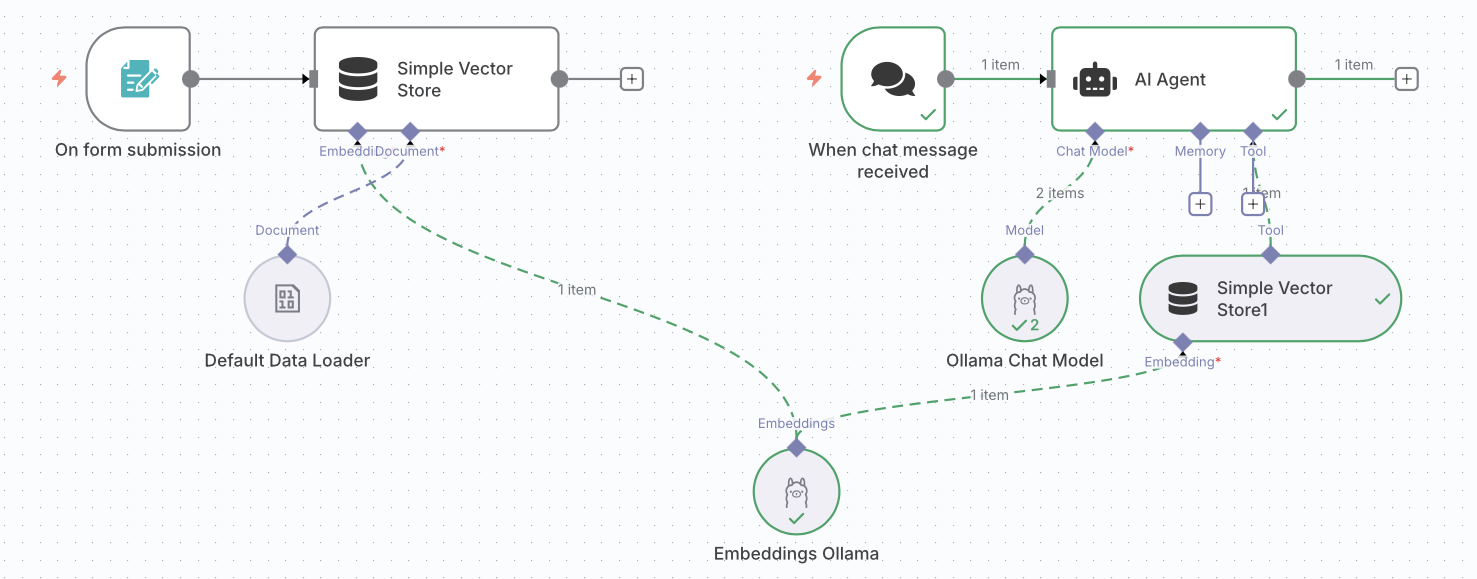 Simple Vector
Store
On form submission
Embeddi
Document*
Document
Default Data Loader
1 item
When chat message
received
1 item
AI Agent
1 item
Chat Model*
Memory
Tool
2 items
Model
Ollama Chat Model
2
Tool
Simple Vector
Store1
Embedding*
1 item
Embeddings
Embeddings Ollama